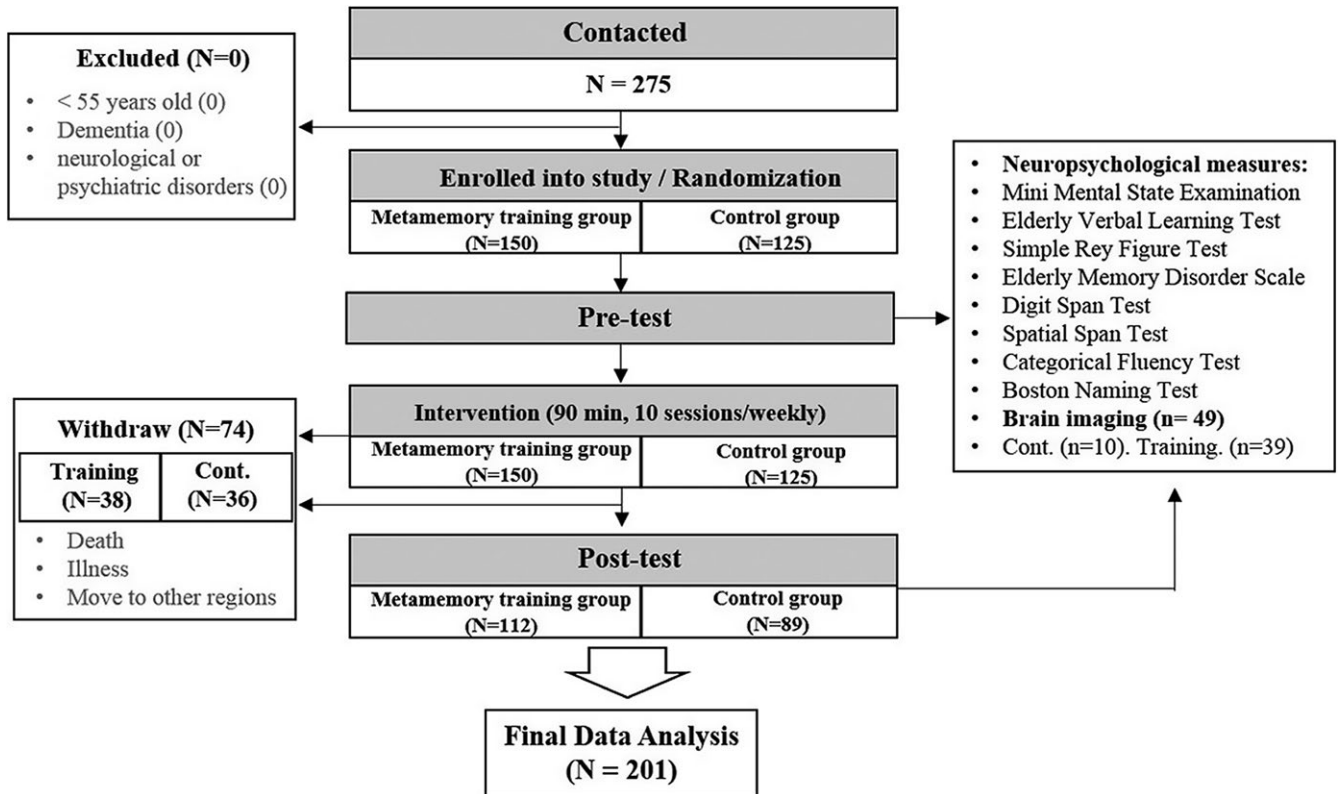 Contacted
N = 275
Excluded (N=0)
• < 55 years old (0)
• Dementia (0)
• neurological or
psychiatric disorders (0)
Enrolled into study / Randomization
Metamemory training group
(N=150)
Control group
(N=125)
Pre-test
• Neuropsychological measures:
• Mini Mental State Examination
• Elderly Verbal Learning Test
• Simple Rey Figure Test
• Elderly Memory Disorder Scale
• Digit Span Test
• Spatial Span Test
• Categorical Fluency Test
• Boston Naming Test
• Brain imaging (n= 49)
• Cont. (n=10). Training. (n=39)
Intervention (90 min, 10 sessions/weekly)
Metamemory training group
(N=150)
Control group
(N=125)
Withdraw (N=74)
Training
(N=38)
Cont.
(N=36)
• Death
• Illness
• Move to other regions
Post-test
Metamemory training group
(N=112)
Control group
(N=89)
Final Data Analysis
(N = 201)